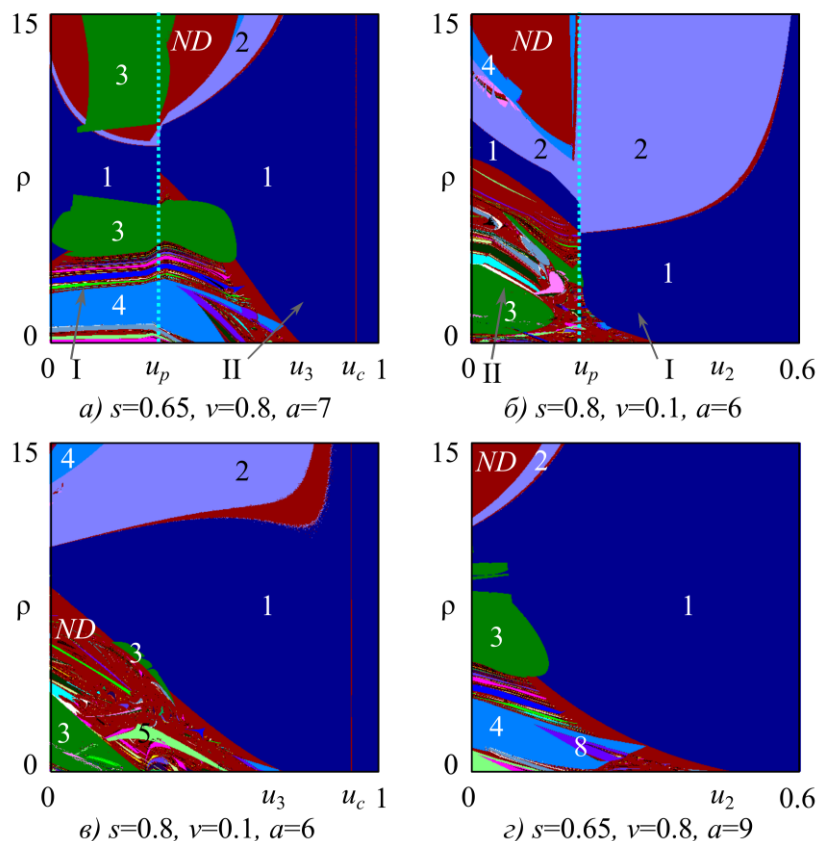 15
ND
2
3
ρ
1
1
3
4
0
0 I u_p II u_3 u_c 1
а) s=0.65, v=0.8, a=7
15
ND
4
1
2
2
ρ
1
3
0
0 II u_p I u_2 0.6
б) s=0.8, v=0.1, a=6
15
4
2
ρ
1
ND
3
3
5
0
0 u_3 u_c 1
в) s=0.8, v=0.1, a=6
15
ND
2
ρ
1
3
4
8
0
0 u_2 0.6
г) s=0.65, v=0.8, a=9